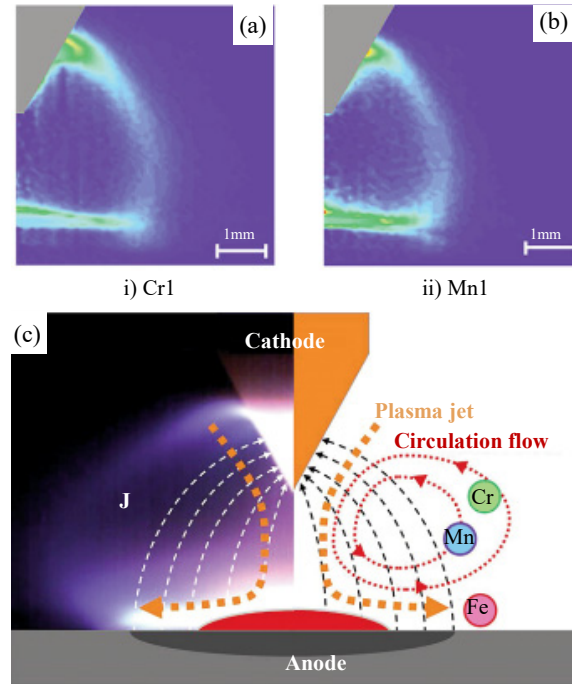 (a)
(b)
1mm
1mm
i) Cr1
ii) Mn1
(c)
Cathode
Plasma jet
Circulation flow
J
Cr
Mn
Fe
Anode